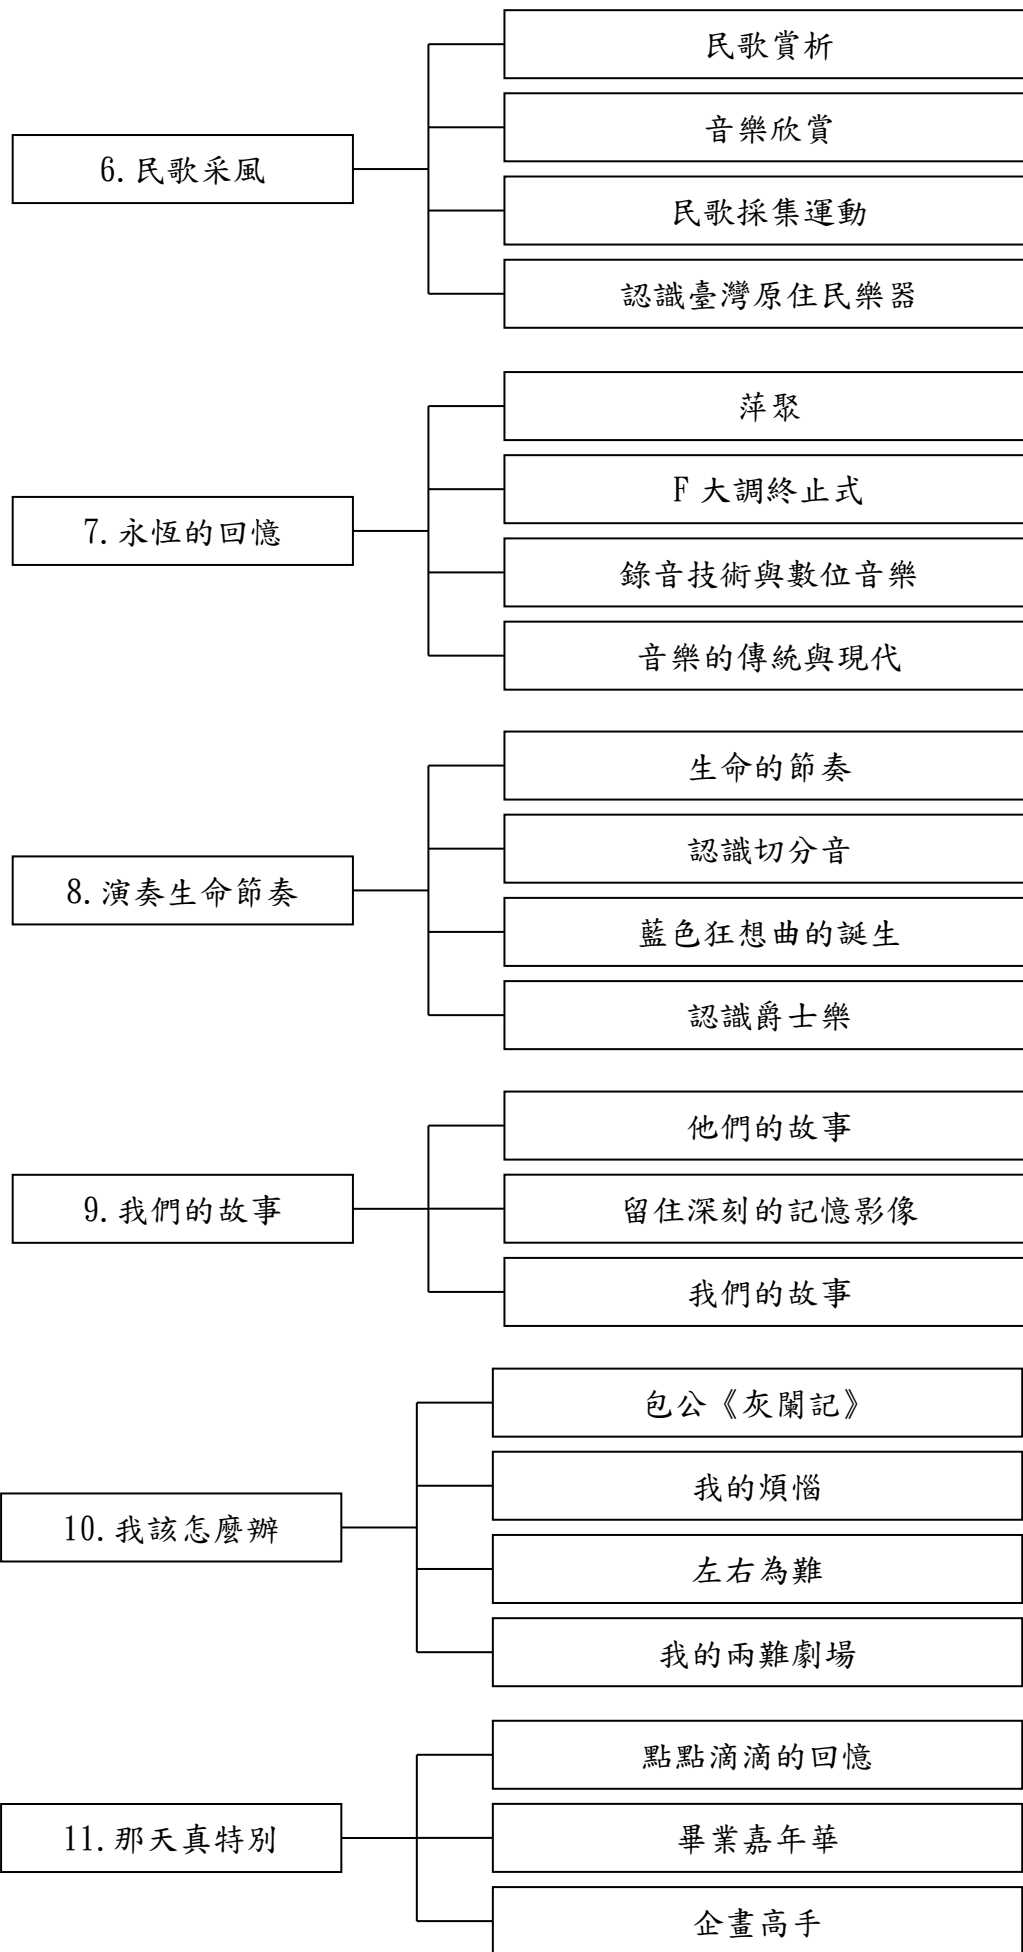 6.民歌采風
民歌賞析
音樂欣賞
民歌採集運動
認識臺灣原住民樂器
7.永恆的回憶
萍聚
F 大調終止式
錄音技術與數位音樂
音樂的傳統與現代
8.演奏生命節奏
生命的節奏
認識切分音
藍色狂想曲的誕生
認識爵士樂
9.我們的故事
他們的故事
留住深刻的記憶影像
我們的故事
10.我該怎麼辦
包公《灰闌記》
我的煩惱
左右為難
我的兩難劇場
11.那天真特別
點點滴滴的回憶
畢業嘉年華
企畫高手